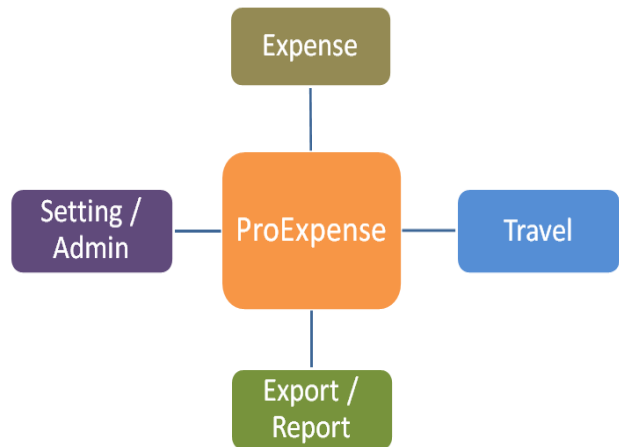 Expense
Setting /
Admin
ProExpense
Travel
Export /
Report